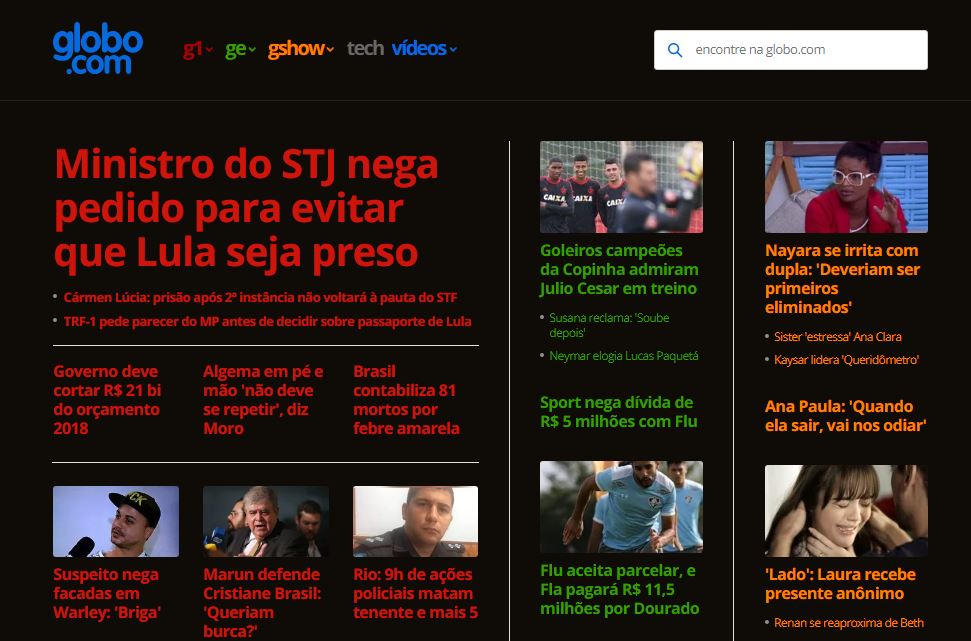 globo
.com
g1 ge gshow tech vídeos
encontre na globo.com
Ministro do STJ nega
pedido para evitar
que Lula seja preso
Cármen Lúcia: prisão após 2ª instância não voltará à pauta do STF
TRF-1 pede parecer do MP antes de decidir sobre passaporte de Lula
Governo deve
cortar R$ 21 bi
do orçamento
2018
Algema em pé e
mão 'não deve
se repetir', diz
Moro
Brasil
contabiliza 81
mortos por
febre amarela
CK
Suspeito nega
facadas em
Warley: 'Briga'
Marun defende
Cristiane Brasil:
'Queriam
burca?'
Rio: 9h de ações
policiais matam
tenente e mais 5
CAIXA CAIXA CAIXA
Goleiros campeões
da Copinha admiram
Julio Cesar em treino
Susana reclama: 'Soube
depois'
Neymar elogia Lucas Paquetá
Sport nega dívida de
R$ 5 milhões com Flu
Flu aceita parcelar, e
Fla pagará R$ 11,5
milhões por Dourado
Nayara se irrita com
dupla: 'Deveriam ser
primeiros
eliminados'
Sister 'estressa' Ana Clara
Kaysar lidera 'Queridômetro'
Ana Paula: 'Quando
ela sair, vai nos odiar'
'Lado': Laura recebe
presente anônimo
Renan se reaproxima de Beth